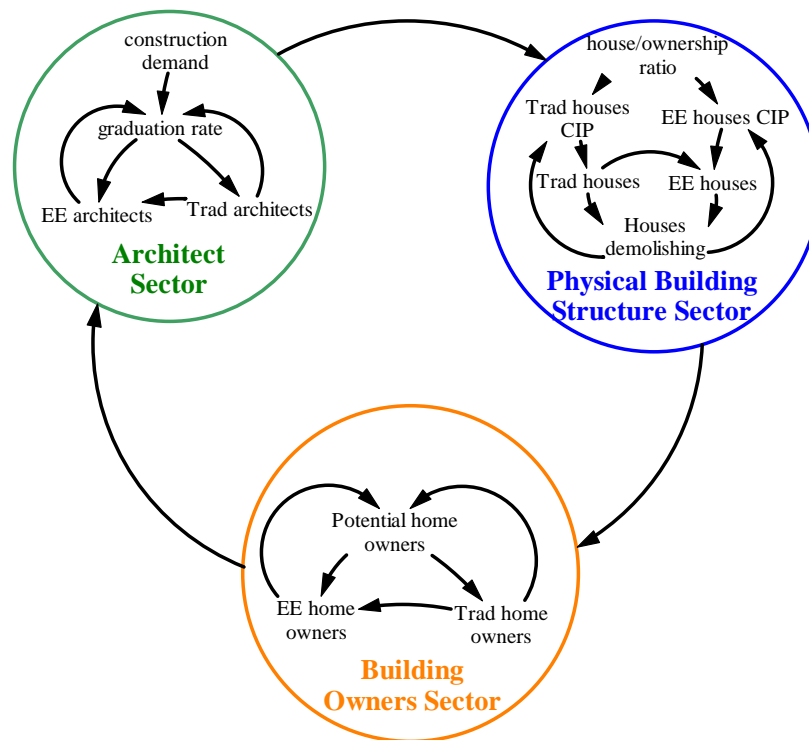 construction
demand
graduation rate
EE architects
Trad architects
Architect
Sector
house/ownership
ratio
Trad houses
CIP
EE houses CIP
Trad houses
EE houses
Houses
demolishing
Physical Building
Structure Sector
Potential home
owners
EE home
owners
Trad home
owners
Building
Owners Sector